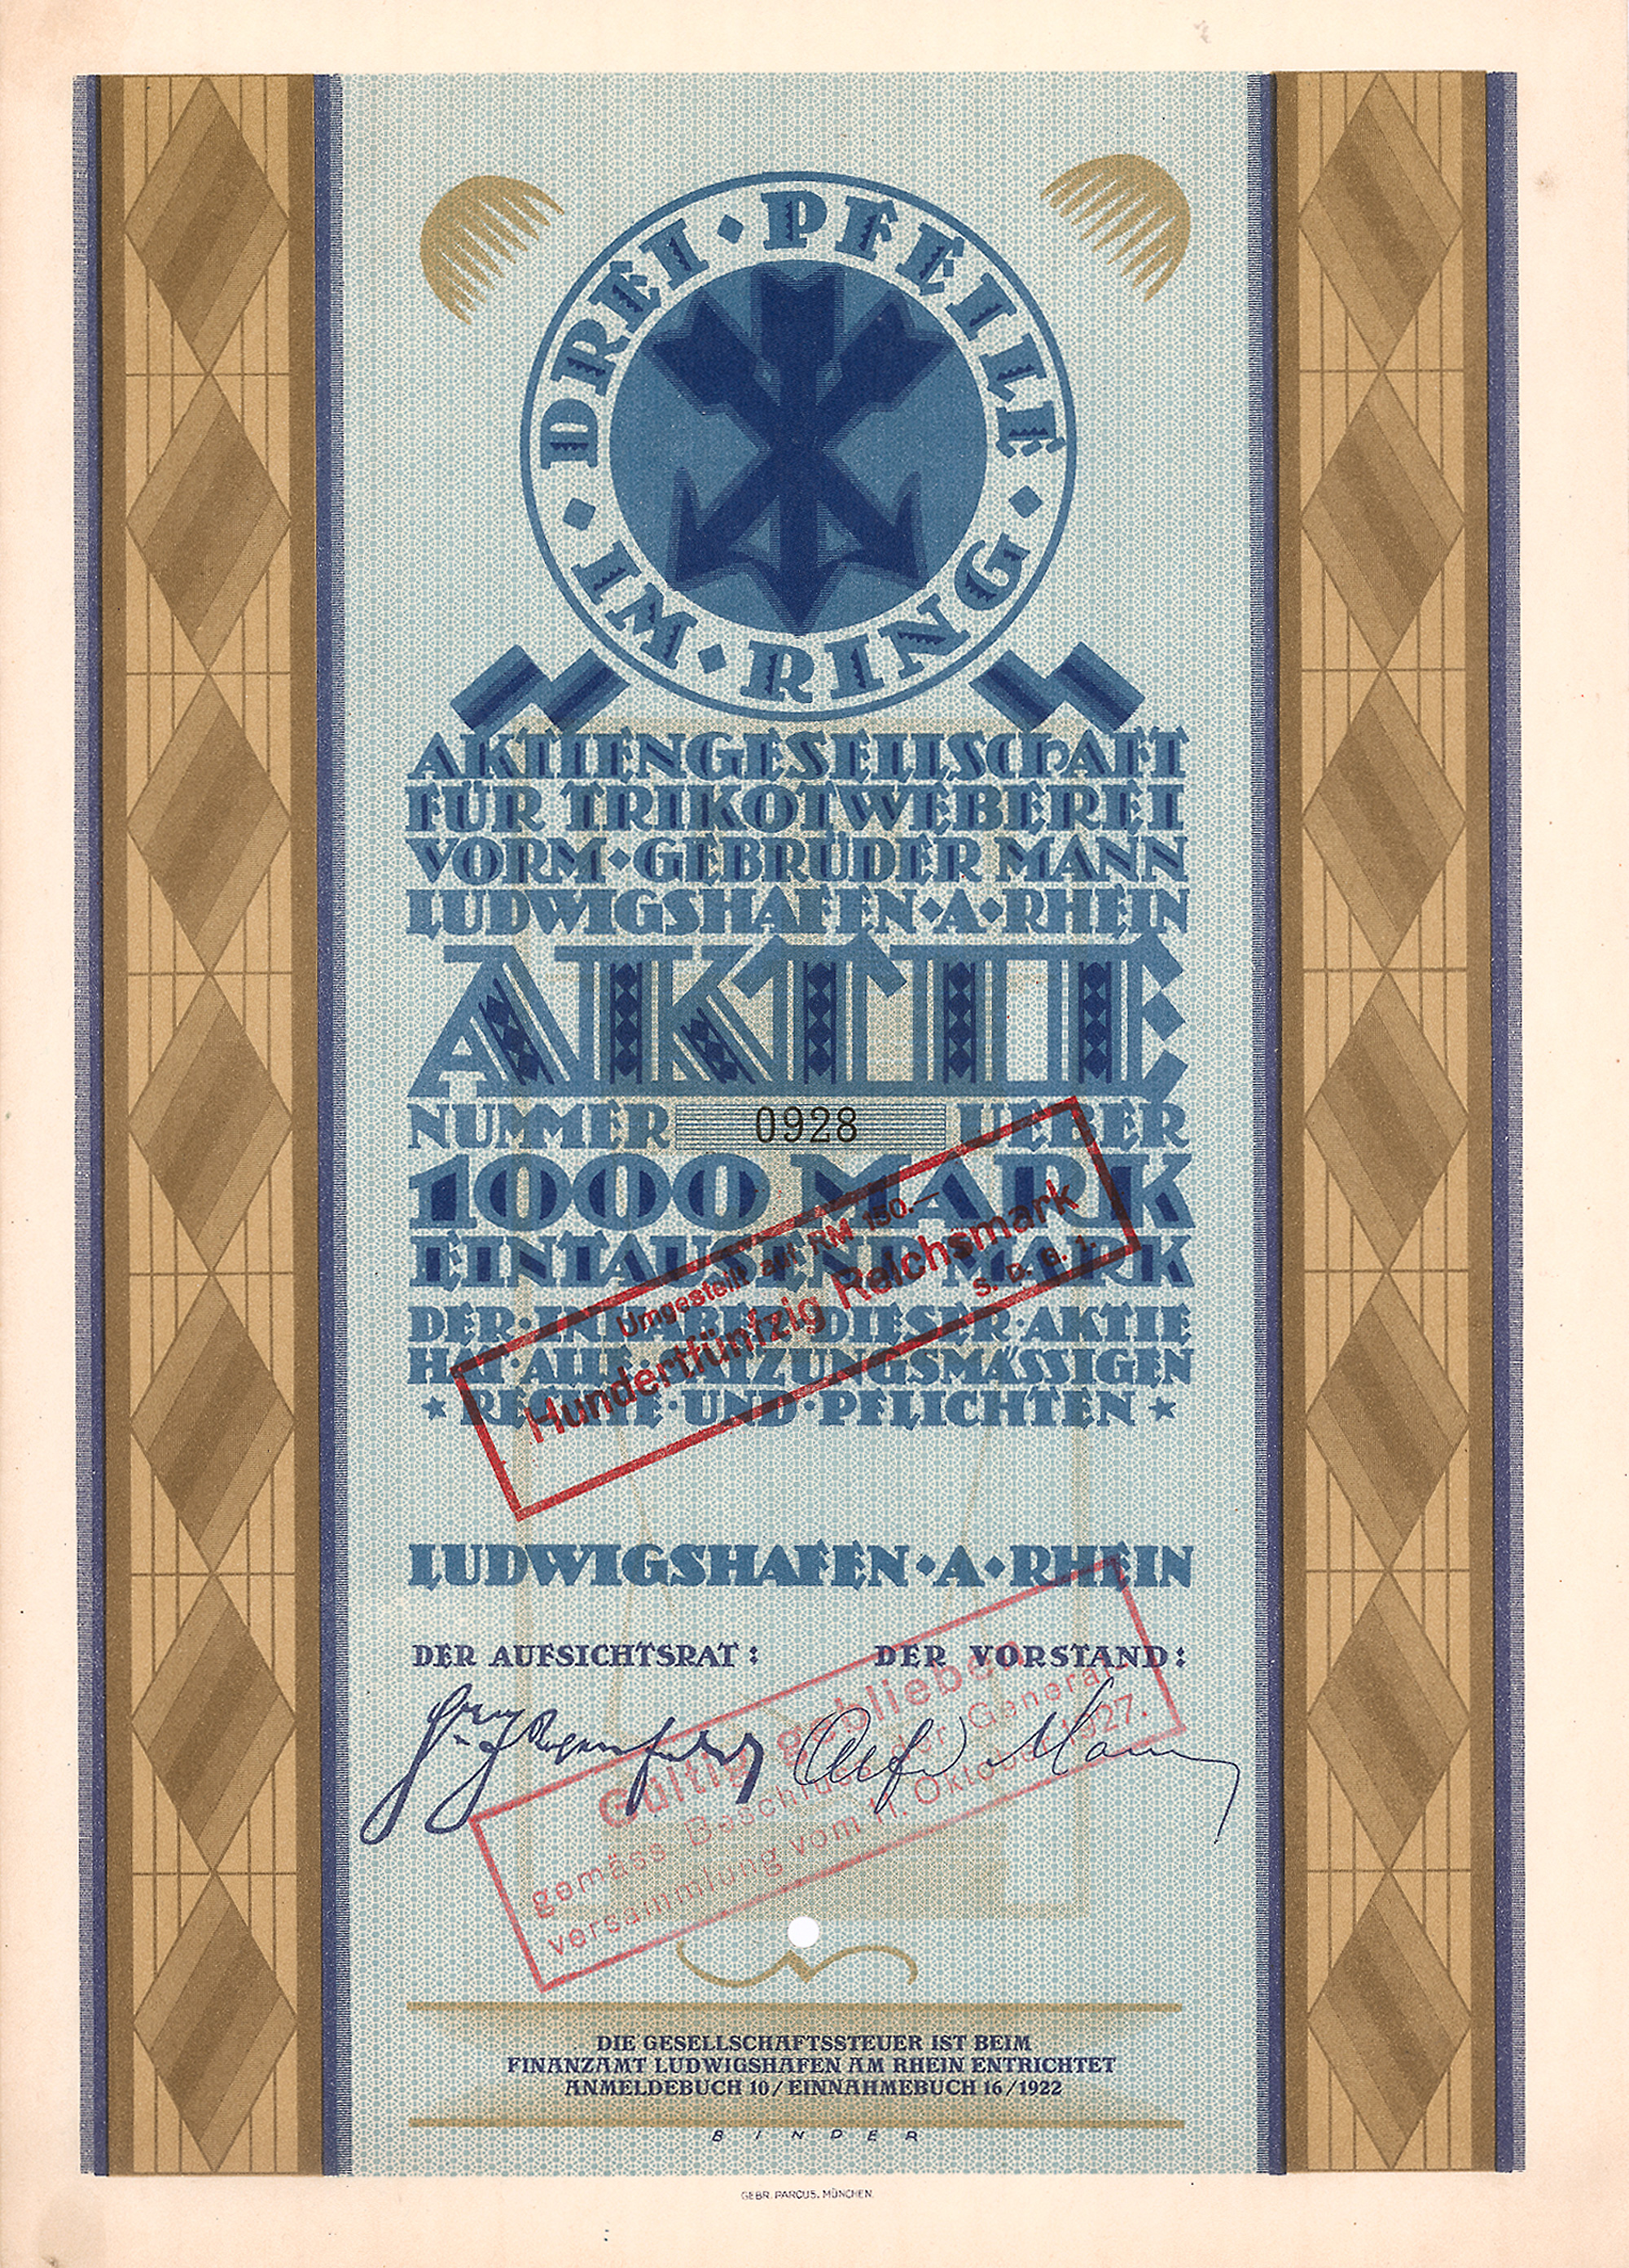 DREI · PFEILE · IM · RING
AKTIENGESELLSCHAFT
FÜR TRIKOTWEBEREI
VORM · GEBRÜDER MANN
LUDWIGSHAFEN · A · RHEIN
AKTIE
NUMMER 0928 UEBER
1000 MARK
EINTAUSEND MARK
DER · INHABER · DIESER · AKTIE
HAT · ALLE · SATZUNGSMÄSSIGEN
★ RECHTE · UND · PFLICHTEN ★
Umgestellt auf RM 150.—
Hundertfünfzig Reichsmark
LUDWIGSHAFEN · A · RHEIN
DER AUFSICHTSRAT : DER VORSTAND :
Gültig geblieben
gemäss Beschluss der General-
versammlung vom 11. Oktober 1927.
DIE GESELLSCHAFTSSTEUER IST BEIM
FINANZAMT LUDWIGSHAFEN AM RHEIN ENTRICHTET
ANMELDEBUCH 10 / EINNAHMEBUCH 16 / 1922
BINDER
GEBR. PARCUS. MÜNCHEN.